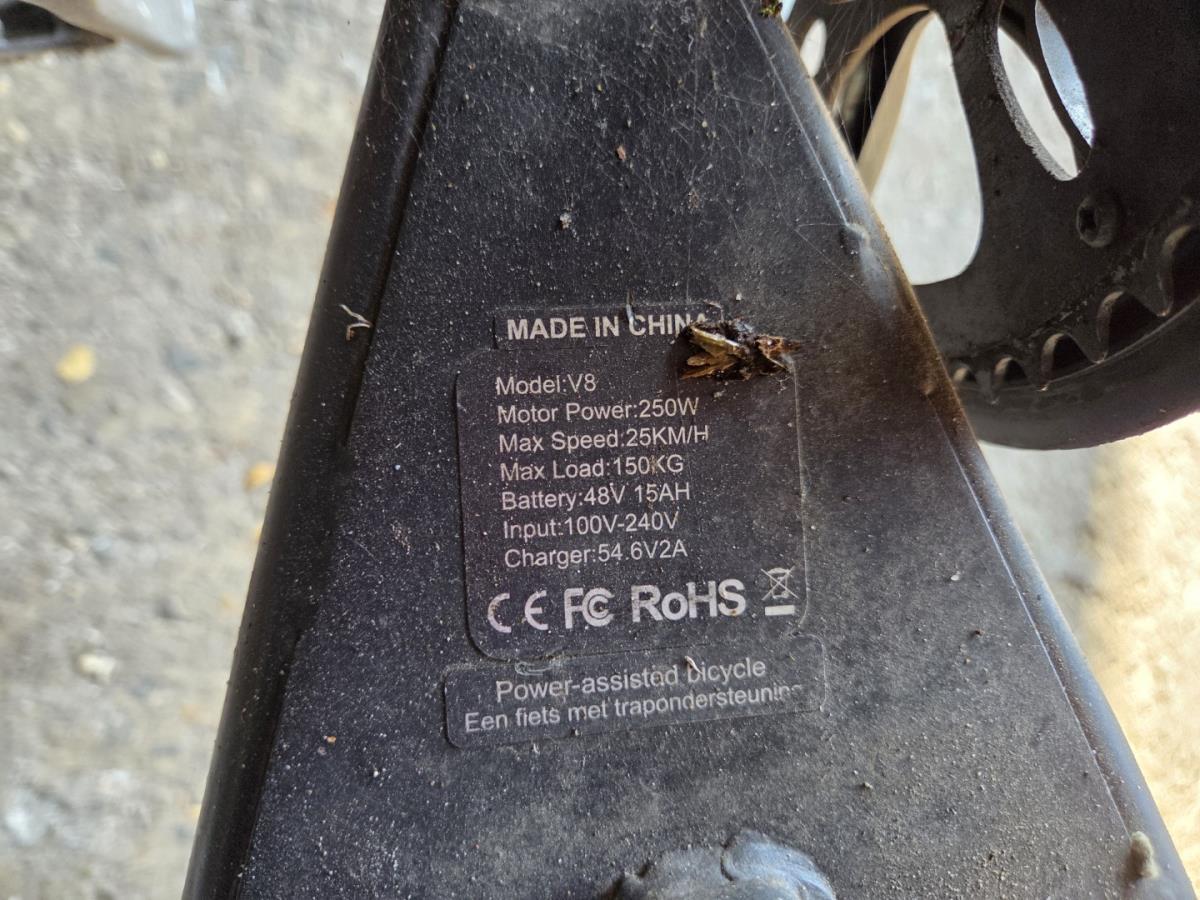 MADE IN CHINA
Model:V8
Motor Power:250W
Max Speed:25KM/H
Max Load:150KG
Battery:48V 15AH
Input:100V-240V
Charger:54.6V2A
CE FC RoHS
Power-assisted bicycle
Een fiets met trapondersteuning